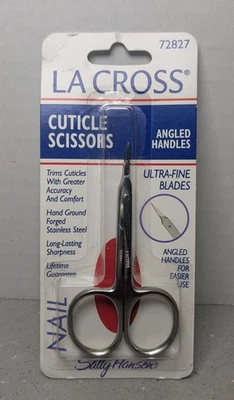 72827
LA CROSS®
CUTICLE
SCISSORS
ANGLED
HANDLES
Trims Cuticles
With Greater
Accuracy
And Comfort
Hand Ground
Forged
Stainless Steel
Long-Lasting
Sharpness
Lifetime
Guarantee
ULTRA-FINE
BLADES
ANGLED
HANDLES FOR
EASIER
USE
NAIL
Sally Hansen